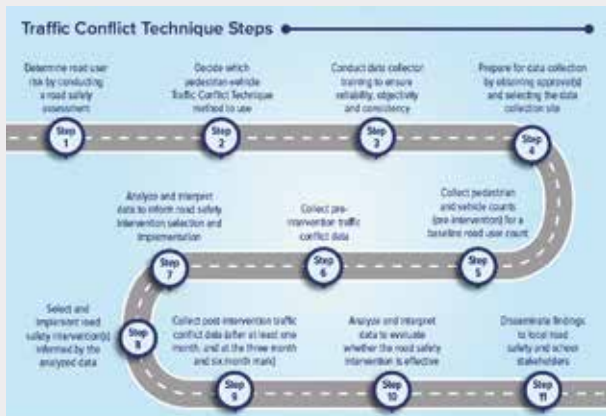 Traffic Conflict Technique Steps
Determine road user
risk by conducting
a road safety
assessment
Decide which
pedestrian-vehicle
Traffic Conflict Technique
method to use
Conduct data collector
training to ensure
reliability, objectivity
and consistency
Prepare for data collection
by obtaining approval(s)
and selecting the data
collection site
Step
1
Step
2
Step
3
Step
4
Analyze and interpret
data to inform road safety
intervention selection and
implementation
Collect pre-
intervention traffic
conflict data
Collect pedestrian
and vehicle counts
(pre-intervention) for a
baseline road user count
Step
7
Step
6
Step
5
Select and
implement road
safety intervention(s)
informed by the
analyzed data
Step
8
Collect post-intervention traffic
conflict data (after at least one
month, and at the three month
and six month mark)
Analyze and interpret
data to evaluate
whether the road safety
intervention is effective
Disseminate findings
to local road
safety and school
stakeholders
Step
9
Step
10
Step
11